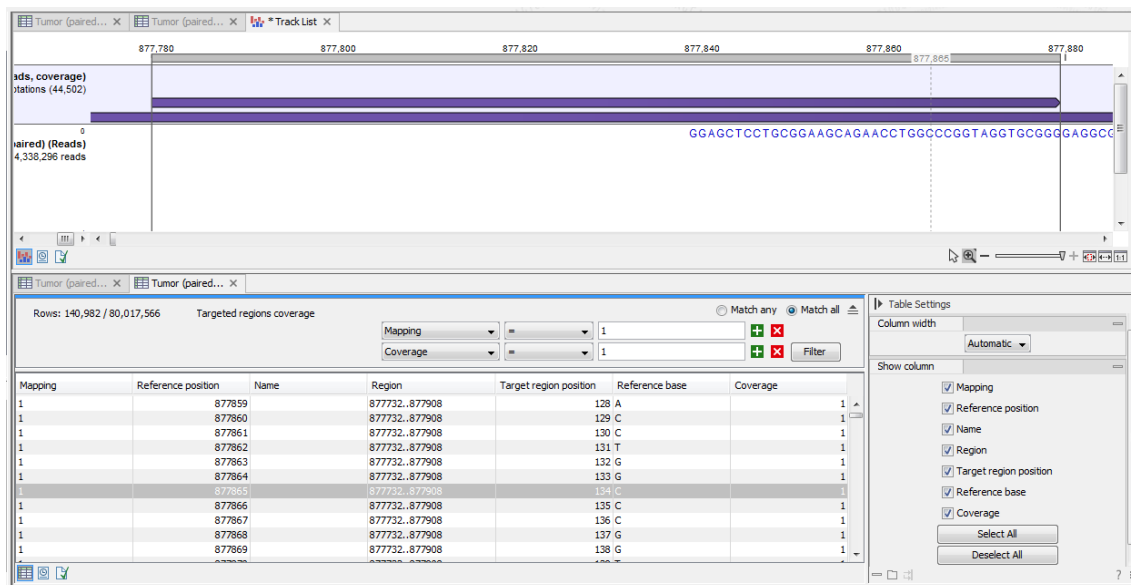 Tumor (paired... Tumor (paired... * Track List
877,780 877,800 877,820 877,840 877,860 877,880
877,865
ads, coverage)
otations (44,502)
0
GGAGCTCCTGCGGAAGCAGAACCTGGCCCGGTAGGTGCGGGGAGGCG
aired) (Reads)
4,338,296 reads
1:1
Tumor (paired... Tumor (paired...
Rows: 140,982 / 80,017,566 Targeted regions coverage Match any Match all
Mapping = 1
Coverage = 1 Filter
Mapping Reference position Name Region Target region position Reference base Coverage
1 877859 877732..877908 128 A 1
1 877860 877732..877908 129 C 1
1 877861 877732..877908 130 C 1
1 877862 877732..877908 131 T 1
1 877863 877732..877908 132 G 1
1 877864 877732..877908 133 G 1
1 877865 877732..877908 134 C 1
1 877866 877732..877908 135 C 1
1 877867 877732..877908 136 C 1
1 877868 877732..877908 137 G 1
1 877869 877732..877908 138 G 1
Table Settings
Column width
Automatic
Show column
Mapping
Reference position
Name
Region
Target region position
Reference base
Coverage
Select All
Deselect All
?